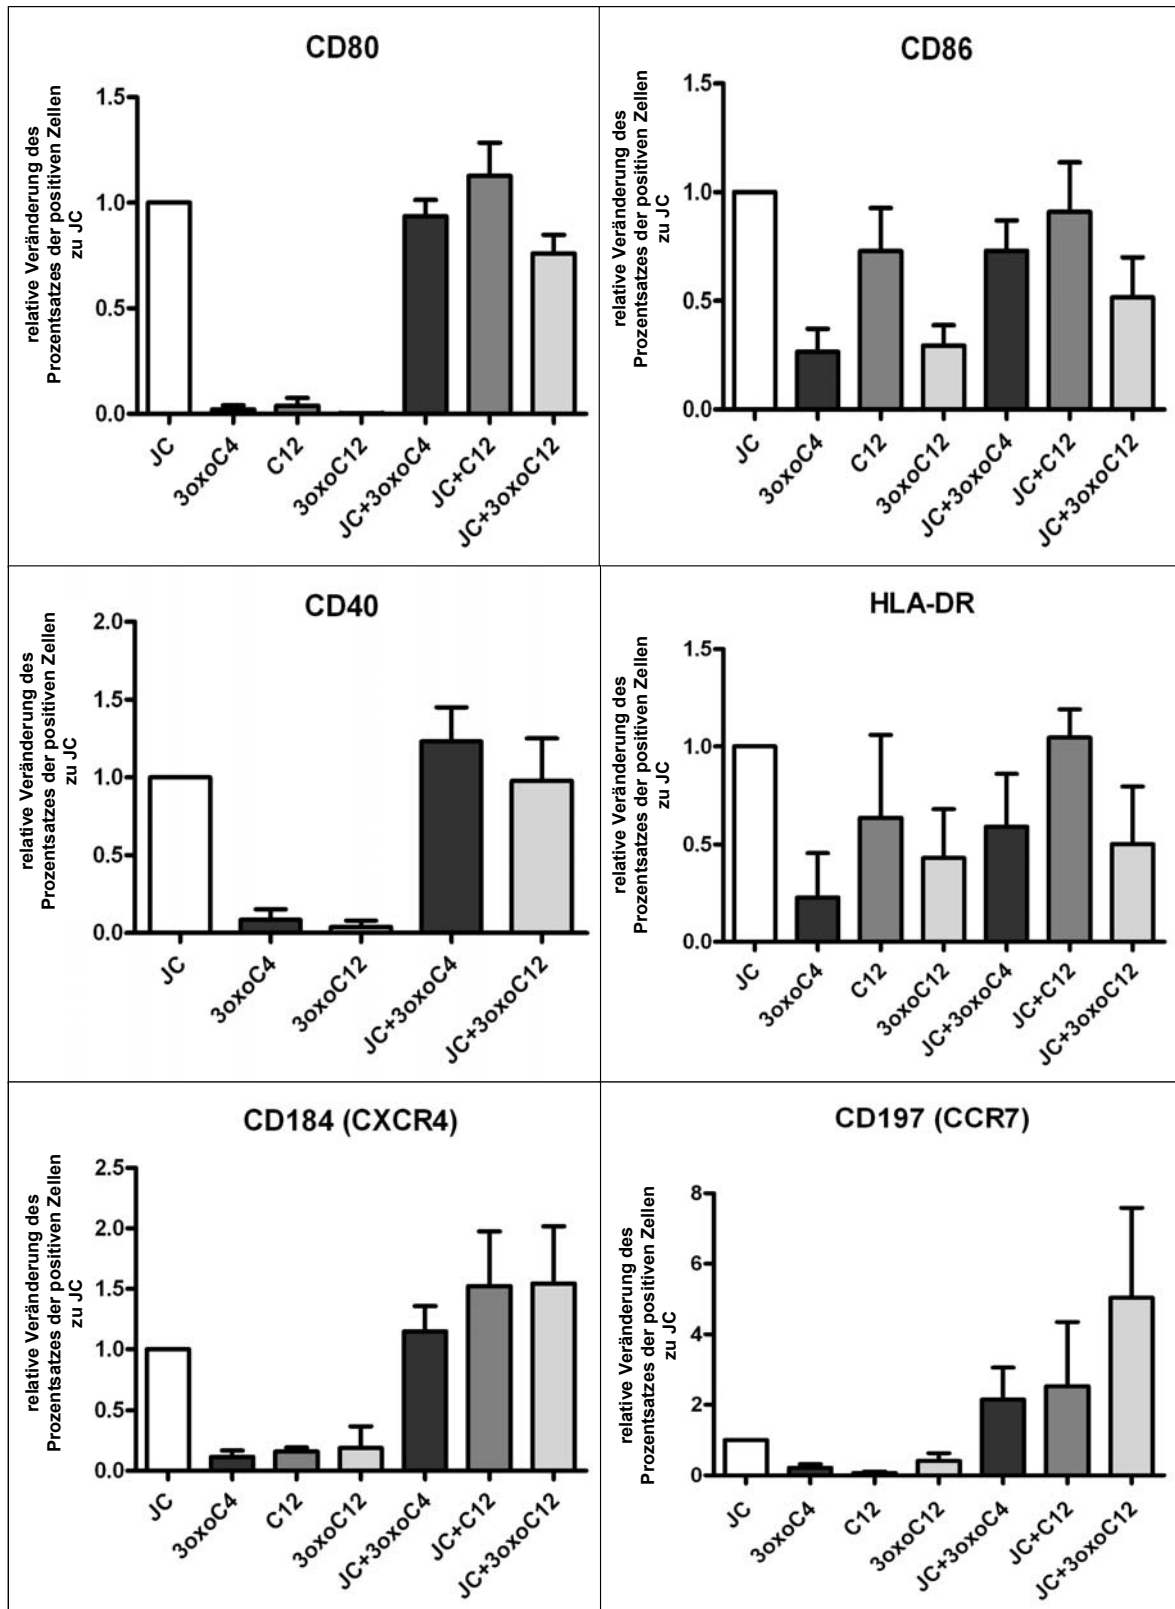 CD80
relative Veränderung des
Prozentsatzes der positiven Zellen
zu JC
1.5
1.0
0.5
0.0
JC
3oxoC4
C12
3oxoC12
JC+3oxoC4
JC+C12
JC+3oxoC12
CD86
relative Veränderung des
Prozentsatzes der positiven Zellen
zu JC
1.5
1.0
0.5
0.0
JC
3oxoC4
C12
3oxoC12
JC+3oxoC4
JC+C12
JC+3oxoC12
CD40
relative Veränderung des
Prozentsatzes der positiven Zellen
zu JC
2.0
1.5
1.0
0.5
0.0
JC
3oxoC4
3oxoC12
JC+3oxoC4
JC+3oxoC12
HLA-DR
relative Veränderung des
Prozentsatzes der positiven Zellen
zu JC
1.5
1.0
0.5
0.0
JC
3oxoC4
C12
3oxoC12
JC+3oxoC4
JC+C12
JC+3oxoC12
CD184 (CXCR4)
relative Veränderung des
Prozentsatzes der positiven Zellen
zu JC
2.5
2.0
1.5
1.0
0.5
0.0
JC
3oxoC4
C12
3oxoC12
JC+3oxoC4
JC+C12
JC+3oxoC12
CD197 (CCR7)
relative Veränderung des
Prozentsatzes der positiven Zellen
zu JC
8
6
4
2
0
JC
3oxoC4
C12
3oxoC12
JC+3oxoC4
JC+C12
JC+3oxoC12